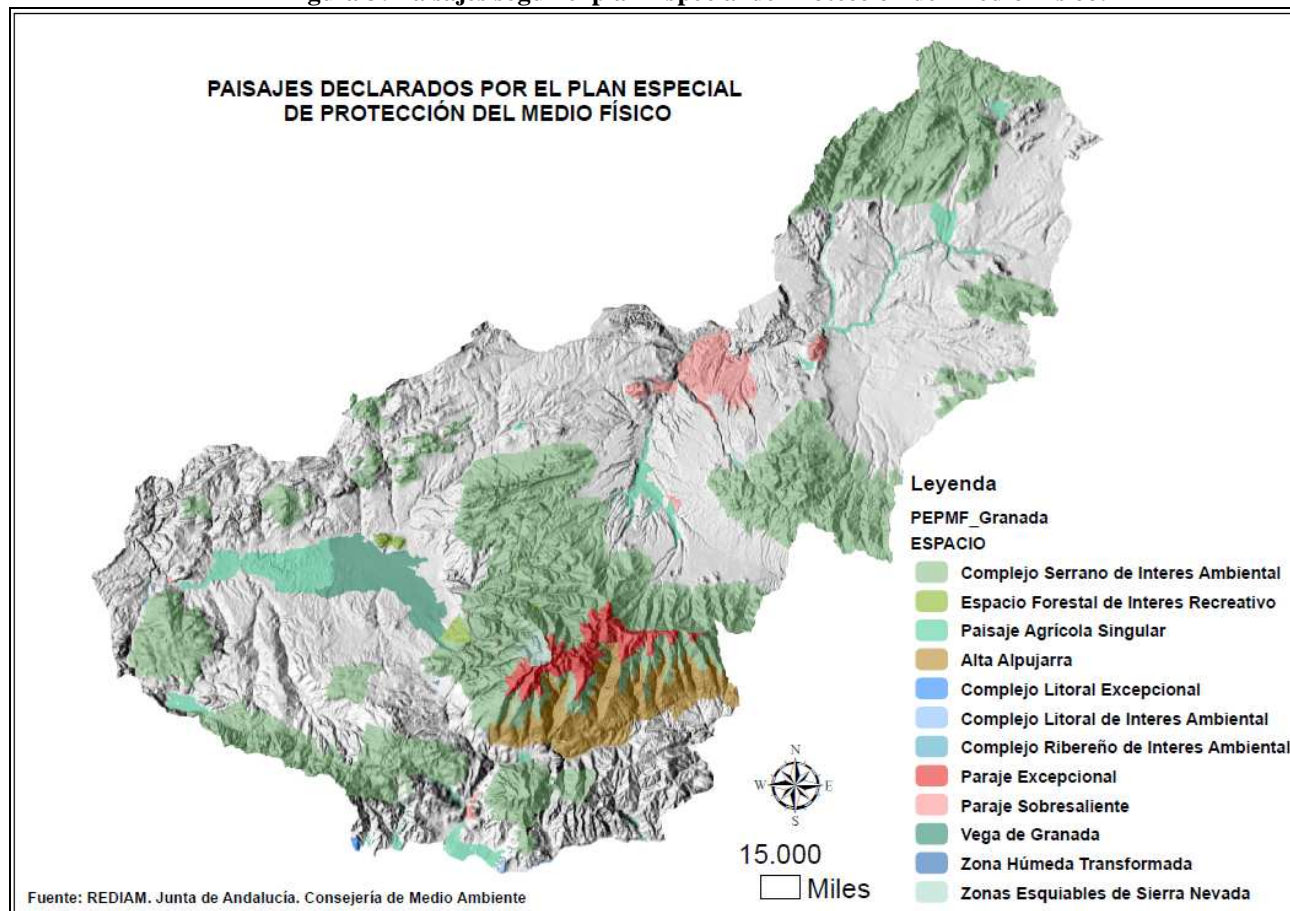 PAISAJES DECLARADOS POR EL PLAN ESPECIAL
DE PROTECCIÓN DEL MEDIO FÍSICO
Leyenda
PEPMF_Granada
ESPACIO
Complejo Serrano de Interes Ambiental
Espacio Forestal de Interes Recreativo
Paisaje Agrícola Singular
Alta Alpujarra
Complejo Litoral Excepcional
Complejo Litoral de Interes Ambiental
Complejo Ribereño de Interes Ambiental
Paraje Excepcional
Paraje Sobresaliente
Vega de Granada
Zona Húmeda Transformada
Zonas Esquiables de Sierra Nevada
N
W E
S
15.000
Miles
Fuente: REDIAM. Junta de Andalucía. Consejería de Medio Ambiente